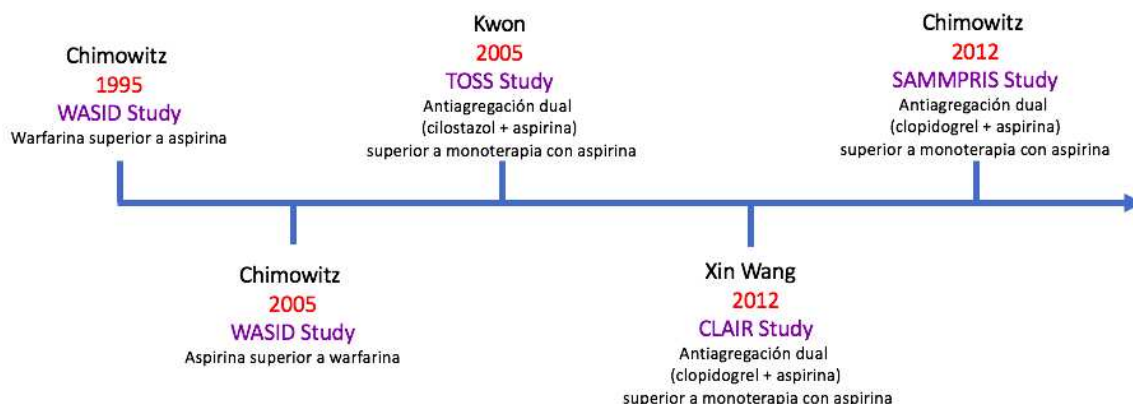 Chimowitz
1995
WASID Study
Warfarina superior a aspirina
Kwon
2005
TOSS Study
Antiagregación dual
(cilostazol + aspirina)
superior a monoterapia con aspirina
Chimowitz
2012
SAMMPRIS Study
Antiagregación dual
(clopidogrel + aspirina)
superior a monoterapia con aspirina
Chimowitz
2005
WASID Study
Aspirina superior a warfarina
Xin Wang
2012
CLAIR Study
Antiagregación dual
(clopidogrel + aspirina)
superior a monoterapia con aspirina